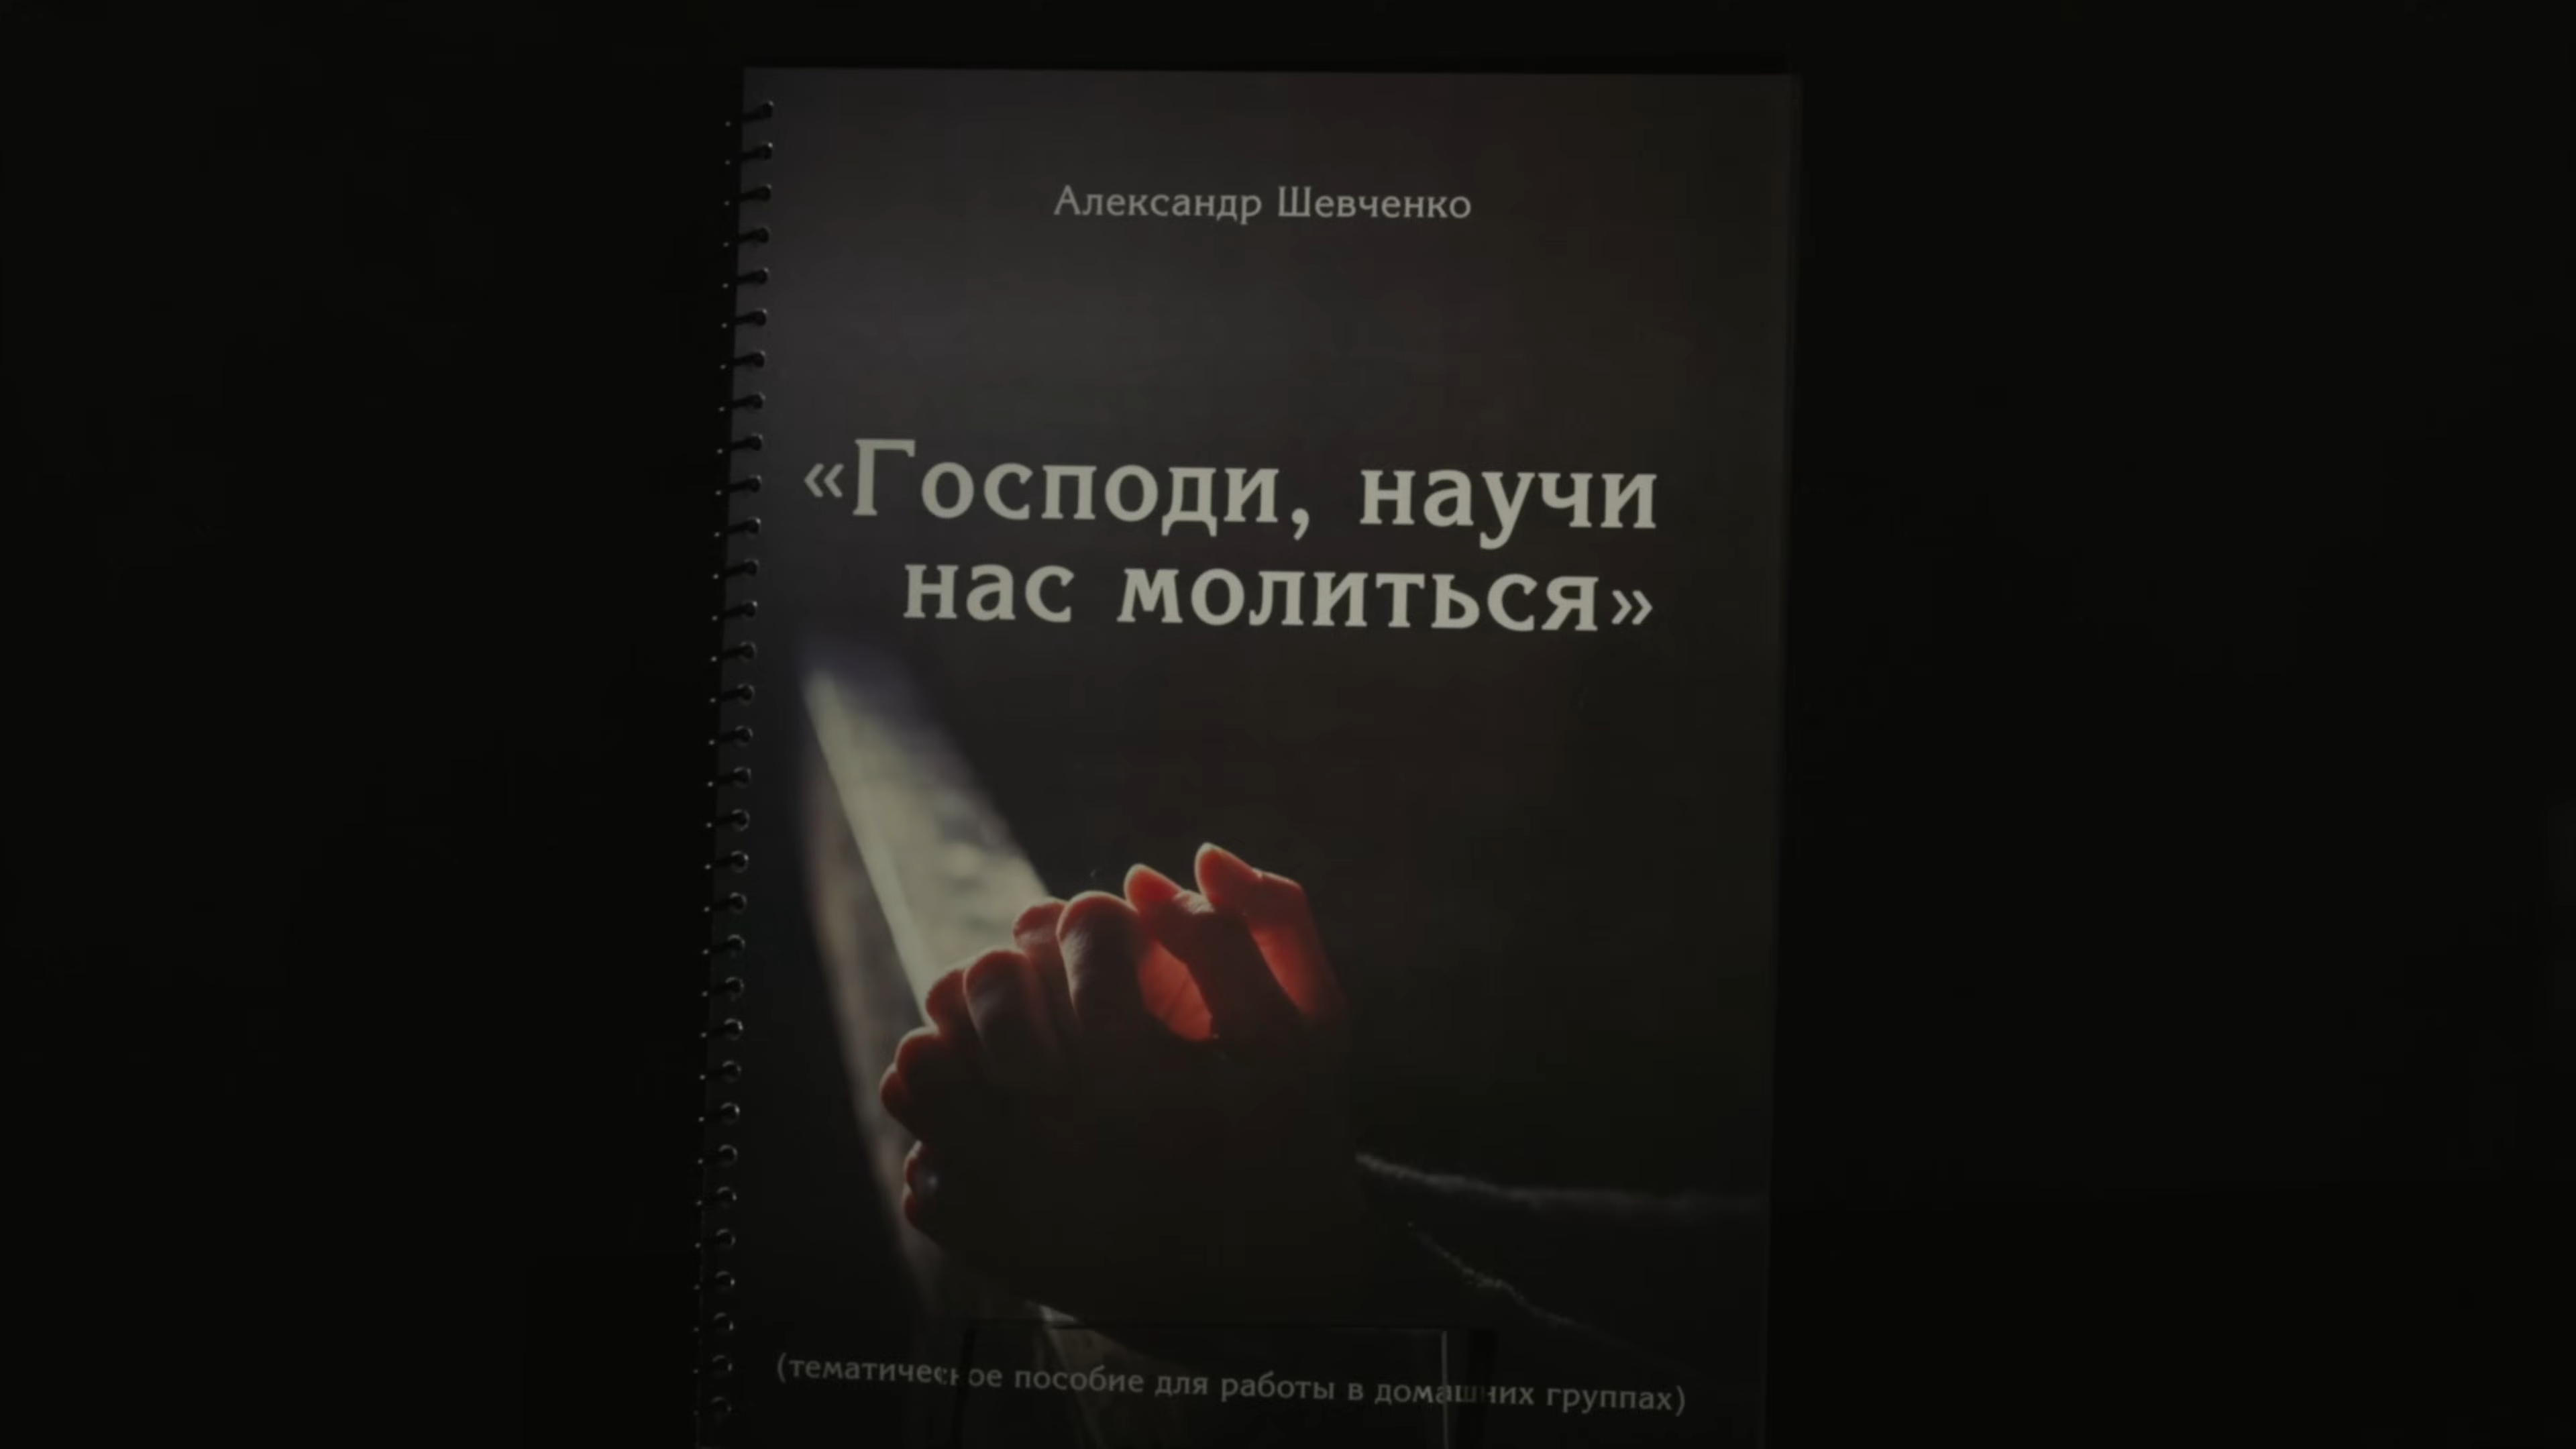 Александр Шевченко
«Господи, научи
нас молиться»
(тематическое пособие для работы в домашних группах)